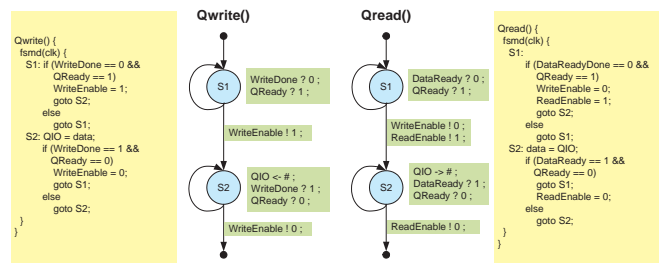 Qwrite()
Qread()
Qwrite() {
fsmd(clk) {
S1: if (WriteDone == 0 &&
QReady == 1)
WriteEnable = 1;
goto S2;
else
goto S1;
S2: QIO = data;
if (WriteDone == 1 &&
QReady == 0)
WriteEnable = 0;
goto S1;
else
goto S2;
}
}
S1
WriteDone ? 0 ;
QReady ? 1 ;
WriteEnable ! 1 ;
S2
QIO <- # ;
WriteDone ? 1 ;
QReady ? 0 ;
WriteEnable ! 0 ;
S1
DataReady ? 0 ;
QReady ? 1 ;
WriteEnable ! 0 ;
ReadEnable ! 1 ;
S2
QIO -> # ;
DataReady ? 1 ;
QReady ? 0 ;
ReadEnable ! 0 ;
Qread() {
fsmd(clk) {
S1:
if (DataReadyDone == 0 &&
QReady == 1)
WriteEnable = 0;
ReadEnable = 1;
goto S2;
else
goto S1;
S2: data = QIO;
if (DataReady == 1 &&
QReady == 0)
goto S1;
ReadEnable = 0;
else
goto S2;
}
}